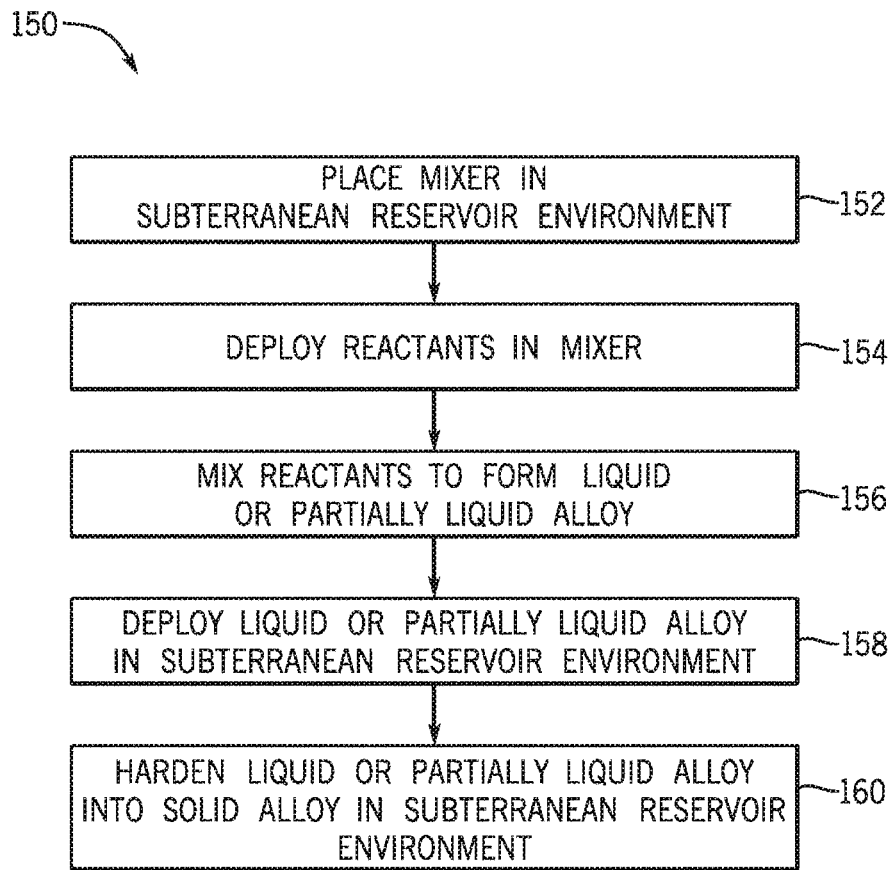 150
PLACE MIXER IN
SUBTERRANEAN RESERVOIR ENVIRONMENT
152
DEPLOY REACTANTS IN MIXER
154
MIX REACTANTS TO FORM LIQUID
OR PARTIALLY LIQUID ALLOY
156
DEPLOY LIQUID OR PARTIALLY LIQUID ALLOY
IN SUBTERRANEAN RESERVOIR ENVIRONMENT
158
HARDEN LIQUID OR PARTIALLY LIQUID ALLOY
INTO SOLID ALLOY IN SUBTERRANEAN RESERVOIR
ENVIRONMENT
160